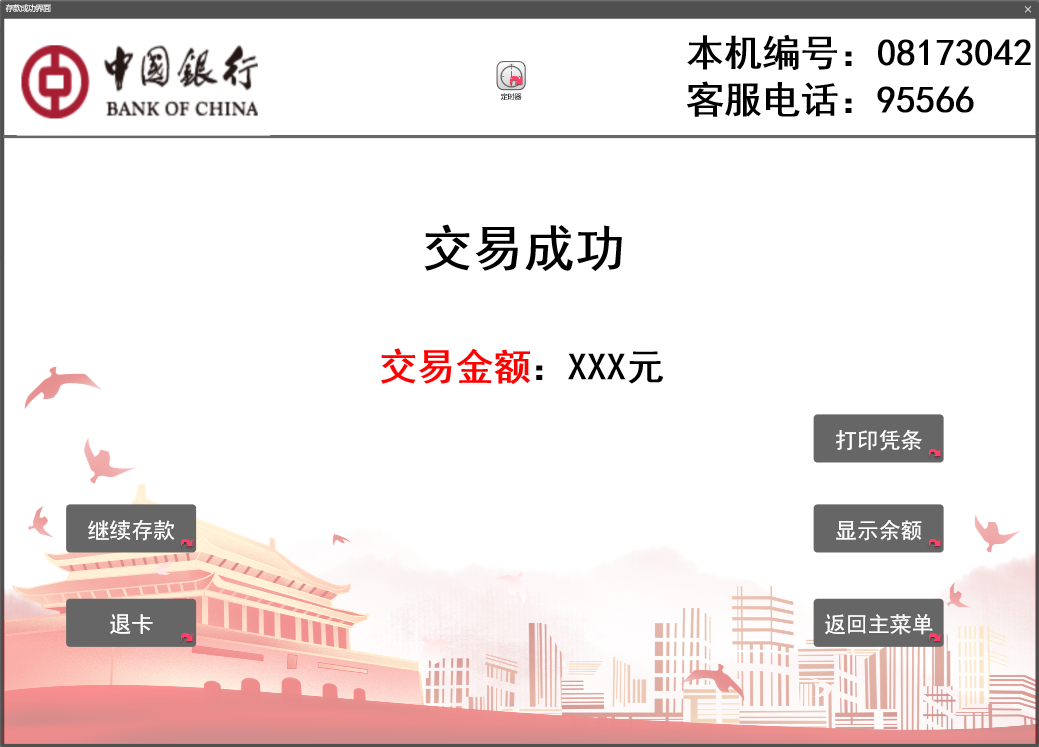 存款成功界面
中国銀行
BANK OF CHINA
定时器
本机编号：08173042
客服电话：95566
交易成功
交易金额：XXX元
打印凭条
继续存款
显示余额
退卡
返回主菜单